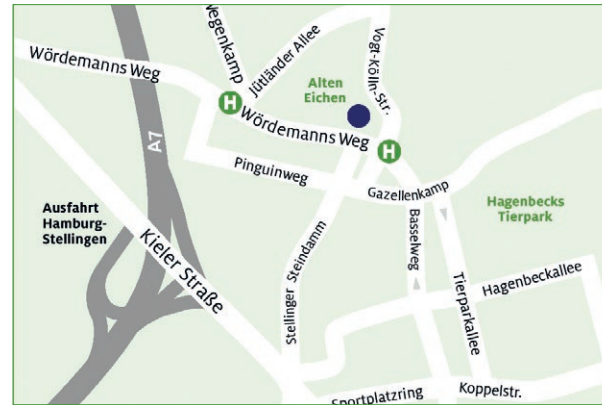 Wegenkamp
Jütländer Allee
Vogt-Kölln-Str.
Wördemanns Weg
Alten
Eichen
H
Wördemanns Weg
H
A7
Pinguinweg
Gazellenkamp
Hagenbecks
Tierpark
Ausfahrt
Hamburg-
Stellingen
Kieler Straße
Stellinger Steindamm
Basselweg
Tierparkallee
Hagenbeckallee
Sportplatzring
Koppelstr.